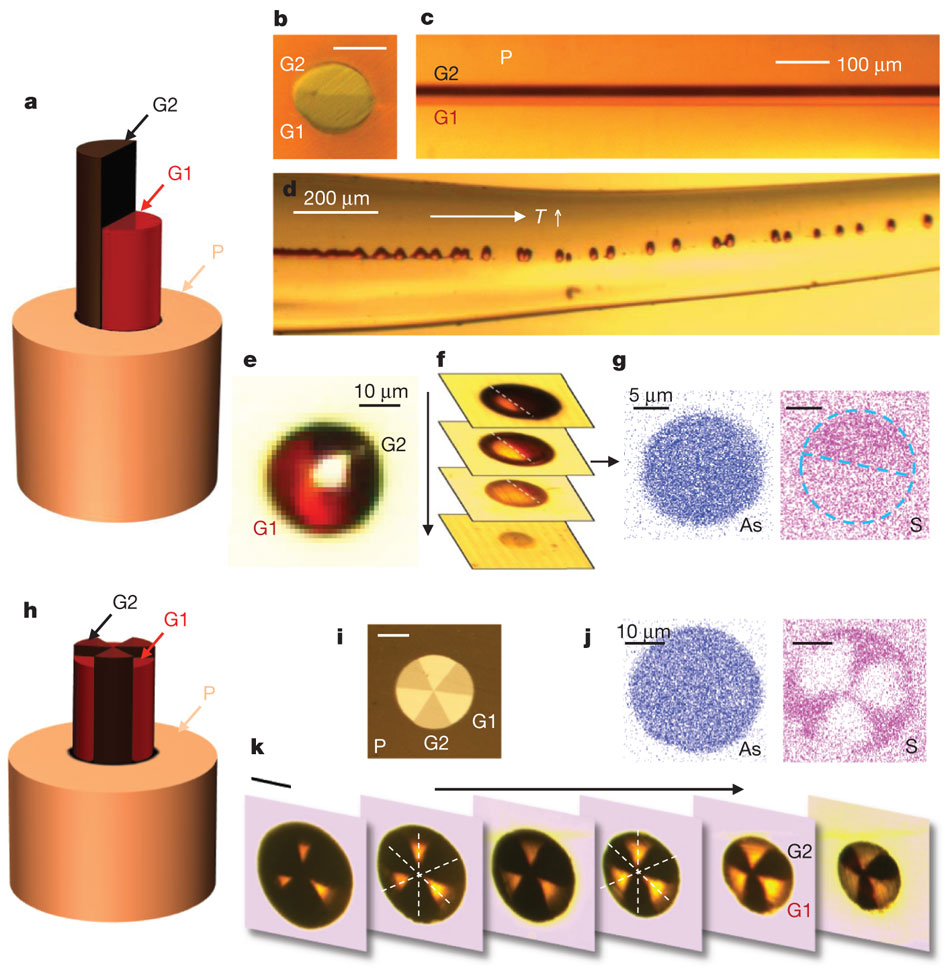 a
G2
G1
P
b
G2
G1
c
P
G2
100 μm
G1
d
200 μm
T ↑
e
10 μm
G2
G1
f
g
5 μm
As
S
h
G2
G1
P
i
G1
P
G2
j
10 μm
As
S
k
G2
G1